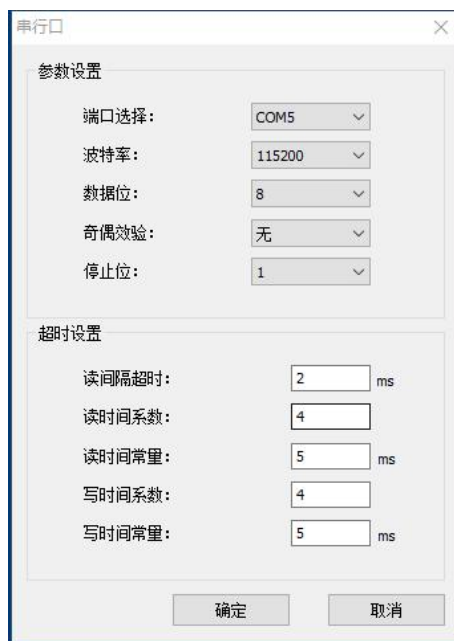 串行口
参数设置
端口选择: COM5
波特率: 115200
数据位: 8
奇偶效验: 无
停止位: 1
超时设置
读间隔超时: 2 ms
读时间系数: 4
读时间常量: 5 ms
写时间系数: 4
写时间常量: 5 ms
确定 取消